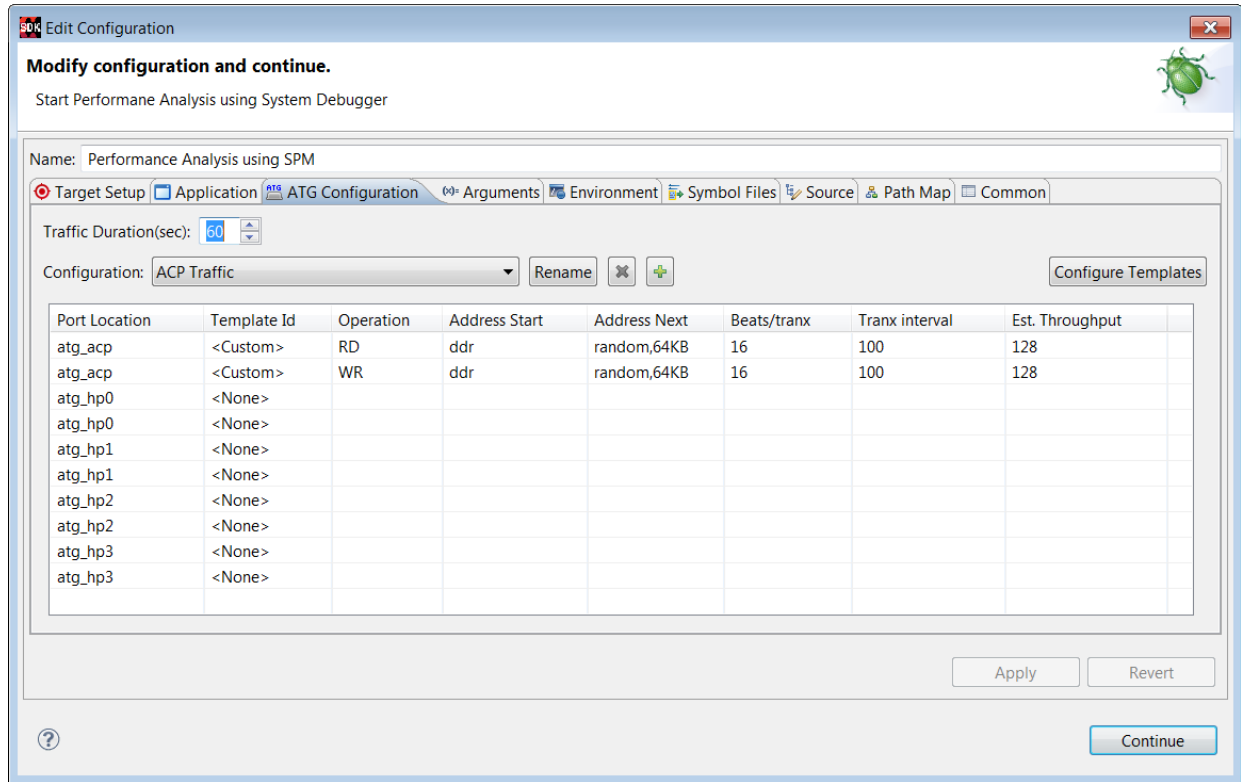 SDK Edit Configuration
Modify configuration and continue.
Start Performane Analysis using System Debugger
Name: Performance Analysis using SPM
Target Setup Application ATG ATG Configuration (x)= Arguments Environment Symbol Files Source Path Map Common
Traffic Duration(sec): 60
Configuration: ACP Traffic Rename Configure Templates
Port Location Template Id Operation Address Start Address Next Beats/tranx Tranx interval Est. Throughput
atg_acp <Custom> RD ddr random,64KB 16 100 128
atg_acp <Custom> WR ddr random,64KB 16 100 128
atg_hp0 <None>
atg_hp0 <None>
atg_hp1 <None>
atg_hp1 <None>
atg_hp2 <None>
atg_hp2 <None>
atg_hp3 <None>
atg_hp3 <None>
Apply Revert
? Continue